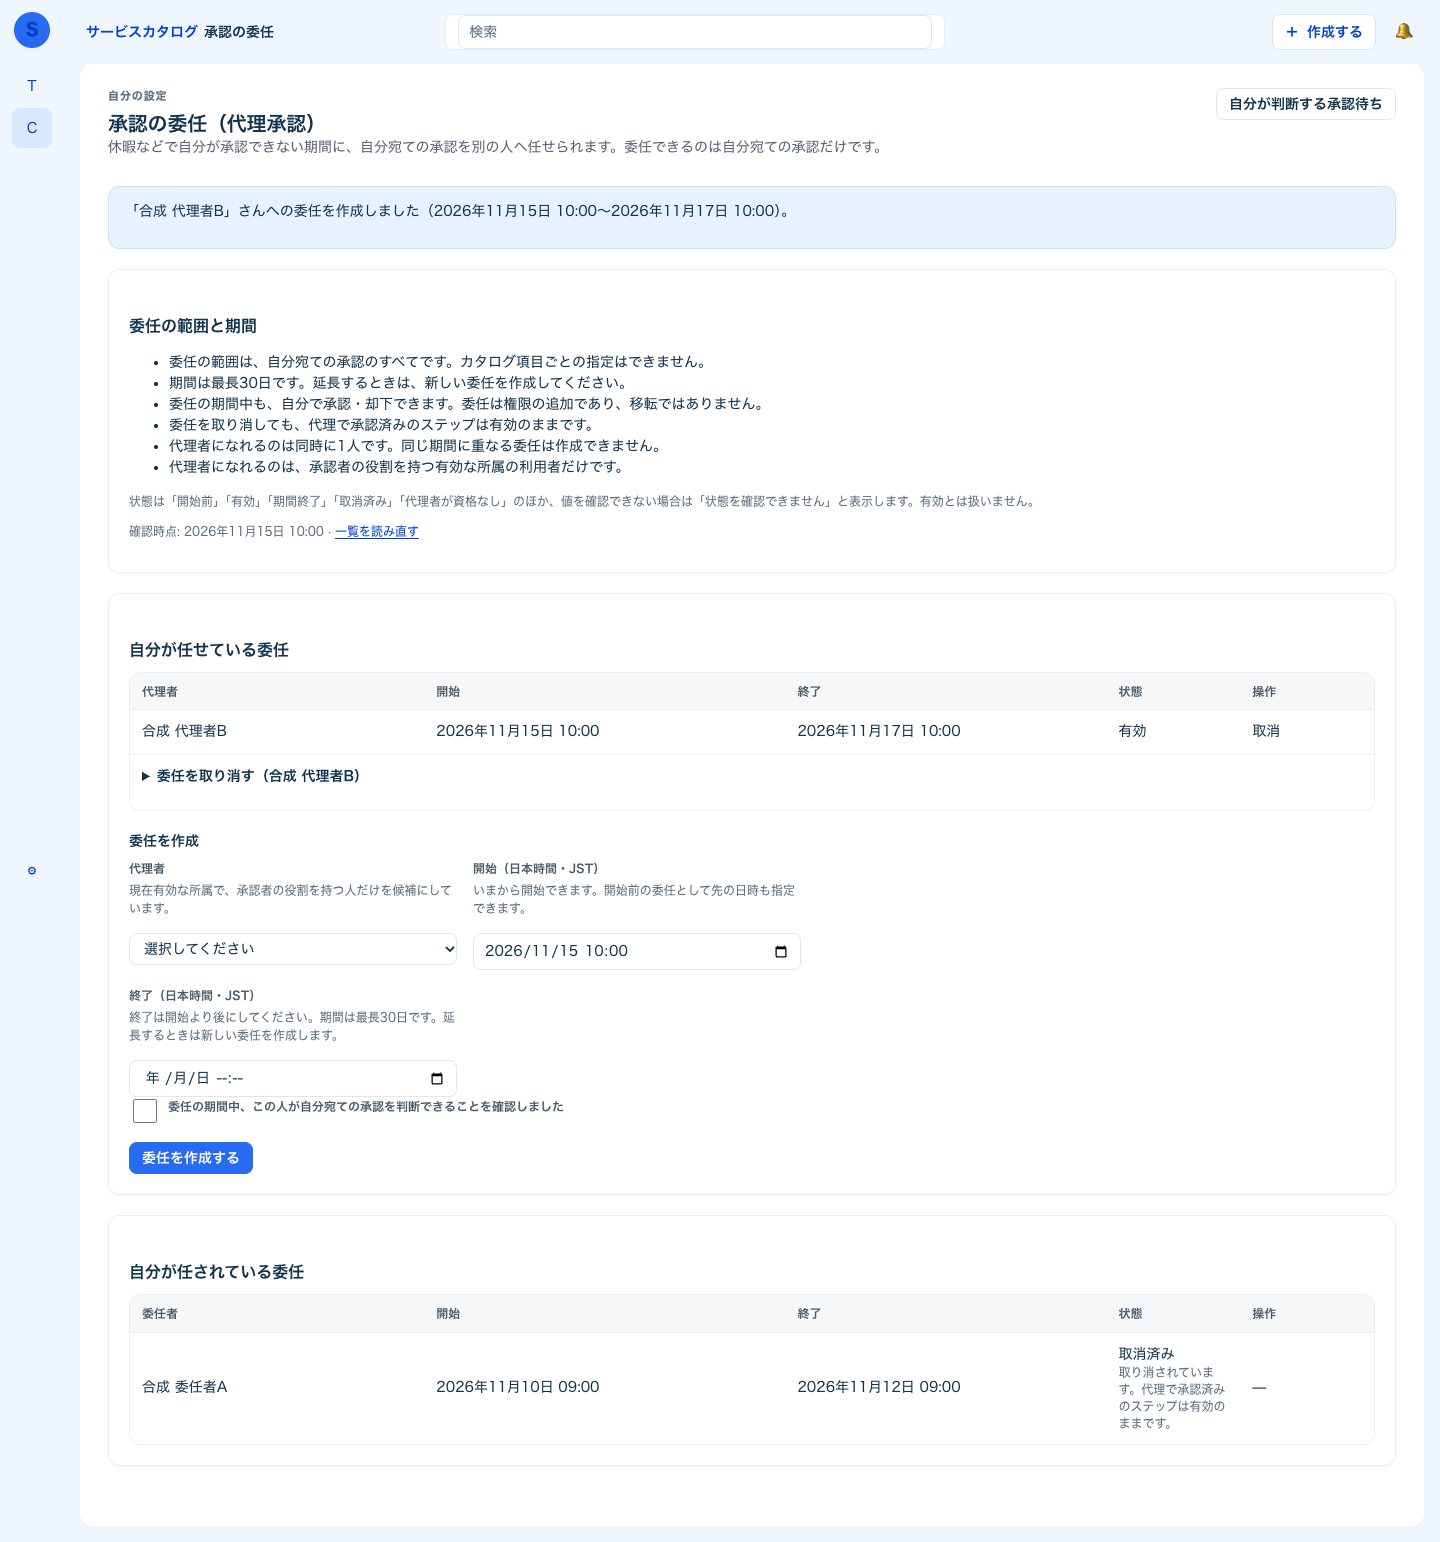 S
サービスカタログ 承認の委任
検索
+ 作成する
T
C
自分の設定
承認の委任（代理承認）
自分が判断する承認待ち
休暇などで自分が承認できない期間に、自分宛ての承認を別の人へ任せられます。委任できるのは自分宛ての承認だけです。
「合成 代理者B」さんへの委任を作成しました（2026年11月15日 10:00〜2026年11月17日 10:00）。
委任の範囲と期間
• 委任の範囲は、自分宛ての承認のすべてです。カタログ項目ごとの指定はできません。
• 期間は最長30日です。延長するときは、新しい委任を作成してください。
• 委任の期間中も、自分で承認・却下できます。委任は権限の追加であり、移転ではありません。
• 委任を取り消しても、代理で承認済みのステップは有効のままです。
• 代理者になれるのは同時に1人です。同じ期間に重なる委任は作成できません。
• 代理者になれるのは、承認者の役割を持つ有効な所属の利用者だけです。
状態は「開始前」「有効」「期間終了」「取消済み」「代理者が資格なし」のほか、値を確認できない場合は「状態を確認できません」と表示します。有効とは扱いません。
確認時点: 2026年11月15日 10:00 · 一覧を読み直す
自分が任せている委任
代理者 開始 終了 状態 操作
合成 代理者B 2026年11月15日 10:00 2026年11月17日 10:00 有効 取消
▶ 委任を取り消す（合成 代理者B）
委任を作成
代理者
現在有効な所属で、承認者の役割を持つ人だけを候補にして
います。
選択してください
開始（日本時間・JST）
いまから開始できます。開始前の委任として先の日時も指定
できます。
2026/11/15 10:00
終了（日本時間・JST）
終了は開始より後にしてください。期間は最長30日です。延
長するときは新しい委任を作成します。
年 /月/日 --:--
委任の期間中、この人が自分宛ての承認を判断できることを確認しました
委任を作成する
自分が任されている委任
委任者 開始 終了 状態 操作
合成 委任者A 2026年11月10日 09:00 2026年11月12日 09:00 取消済み —
取り消されていま
す。代理で承認済み
のステップは有効の
ままです。